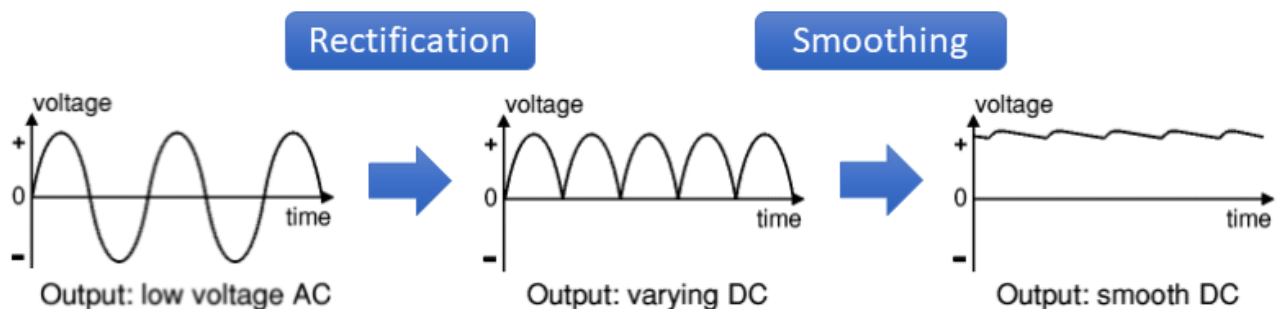 Rectification
Smoothing
voltage
+
0
-
time
Output: low voltage AC
voltage
+
0
-
time
Output: varying DC
voltage
+
0
-
time
Output: smooth DC